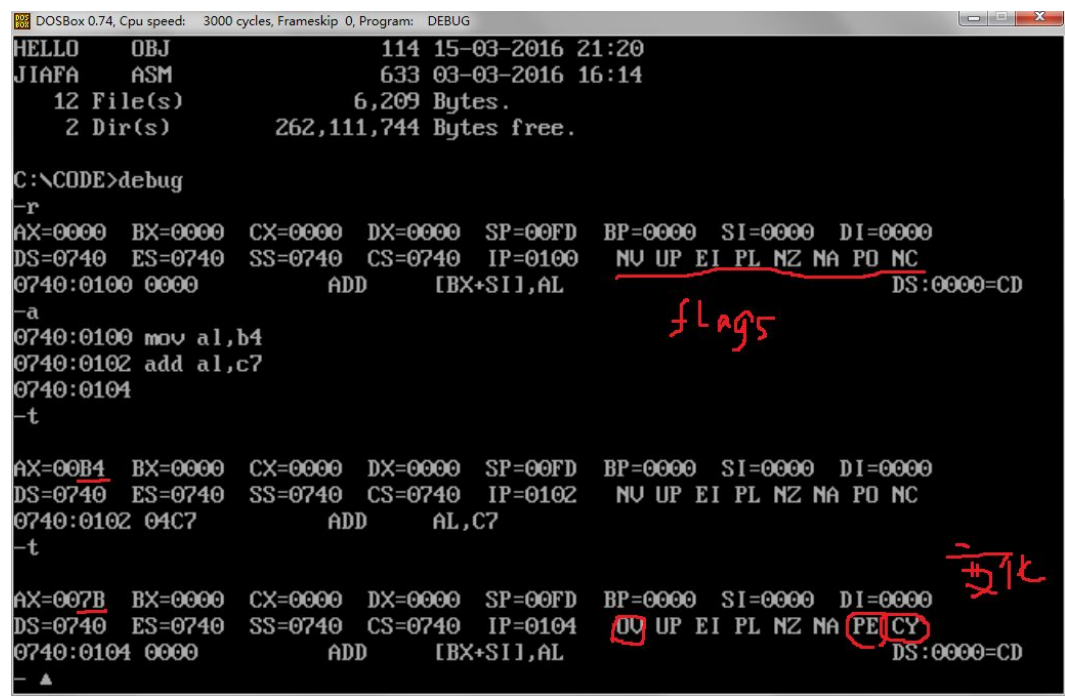 DOSBox 0.74, Cpu speed: 3000 cycles, Frameskip 0, Program: DEBUG
HELLO    OBJ                114 15-03-2016 21:20
JIAFA    ASM                633 03-03-2016 16:14
   12 File(s)              6,209 Bytes.
    2 Dir(s)         262,111,744 Bytes free.
C:\CODE>debug
-r
AX=0000  BX=0000  CX=0000  DX=0000  SP=00FD  BP=0000  SI=0000  DI=0000
DS=0740  ES=0740  SS=0740  CS=0740  IP=0100   NV UP EI PL NZ NA PO NC
0740:0100 0000          ADD     [BX+SI],AL                         DS:0000=CD
flags
-a
0740:0100 mov al,b4
0740:0102 add al,c7
0740:0104
-t
AX=00B4  BX=0000  CX=0000  DX=0000  SP=00FD  BP=0000  SI=0000  DI=0000
DS=0740  ES=0740  SS=0740  CS=0740  IP=0102   NV UP EI PL NZ NA PO NC
0740:0102 04C7          ADD     AL,C7
-t
AX=007B  BX=0000  CX=0000  DX=0000  SP=00FD  BP=0000  SI=0000  DI=0000
DS=0740  ES=0740  SS=0740  CS=0740  IP=0104   OV UP EI PL NZ NA PE CY
0740:0104 0000          ADD     [BX+SI],AL                         DS:0000=CD
-